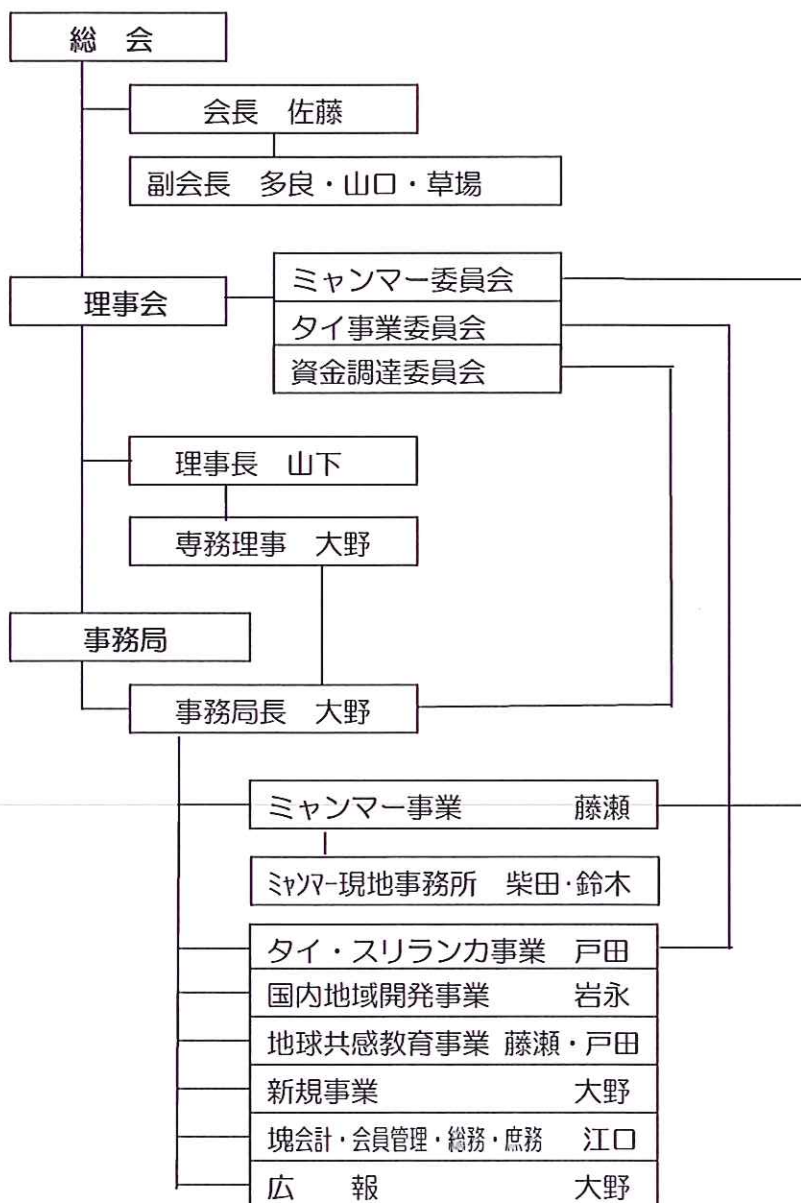 総 会
会長 佐藤
副会長 多良・山口・草場
理事会
ミャンマー委員会
タイ事業委員会
資金調達委員会
理事長 山下
専務理事 大野
事務局
事務局長 大野
ミャンマー事業 藤瀬
ミャンマー現地事務所 柴田・鈴木
タイ・スリランカ事業 戸田
国内地域開発事業 岩永
地球共感教育事業 藤瀬・戸田
新規事業 大野
塊会計・会員管理・総務・庶務 江口
広 報 大野